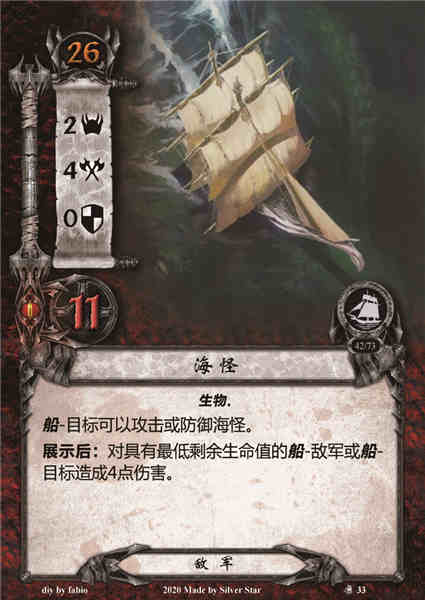 26
2
4
0
11
42/73
海怪
生物.
船-目标可以攻击或防御海怪。
展示后：对具有最低剩余生命值的船-敌军或船-
目标造成4点伤害。
敌军
diy by fabio
2020 Made by Silver Star
33